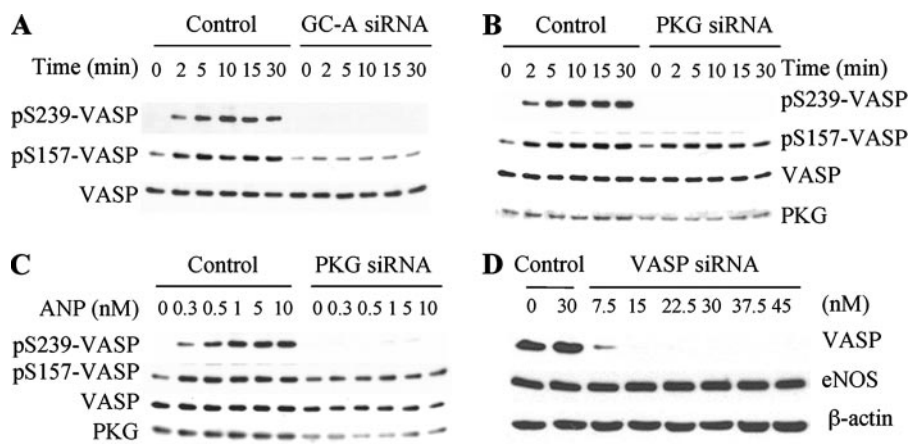 A
Control GC-A siRNA
Time (min) 0 2 5 10 15 30 0 2 5 10 15 30
pS239-VASP
pS157-VASP
VASP
B
Control PKG siRNA
0 2 5 10 15 30 0 2 5 10 15 30 Time (min)
pS239-VASP
pS157-VASP
VASP
PKG
C
Control PKG siRNA
ANP (nM) 0 0.3 0.5 1 5 10 0 0.3 0.5 1 5 10
pS239-VASP
pS157-VASP
VASP
PKG
D
Control VASP siRNA
0 30 7.5 15 22.5 30 37.5 45 (nM)
VASP
eNOS
β-actin